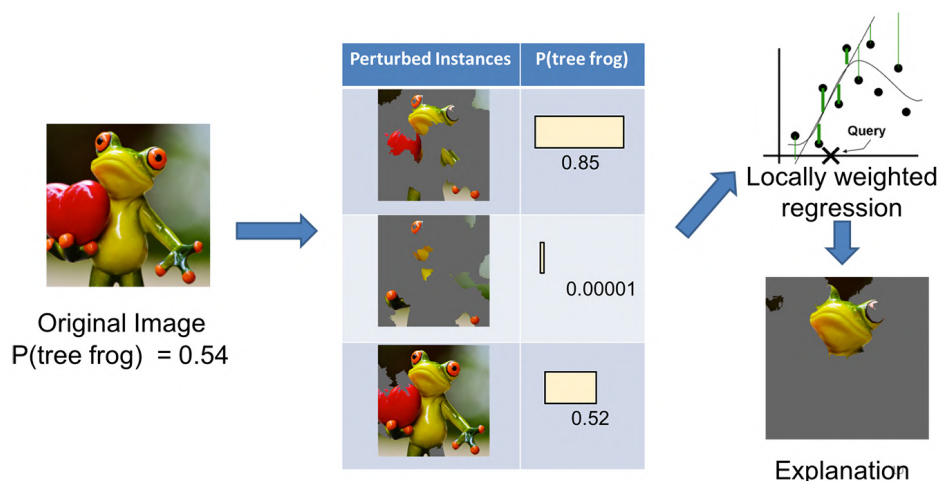 Original Image
P(tree frog) = 0.54
Perturbed Instances
P(tree frog)
0.85
0.00001
0.52
Query
Locally weighted
regression
Explanation